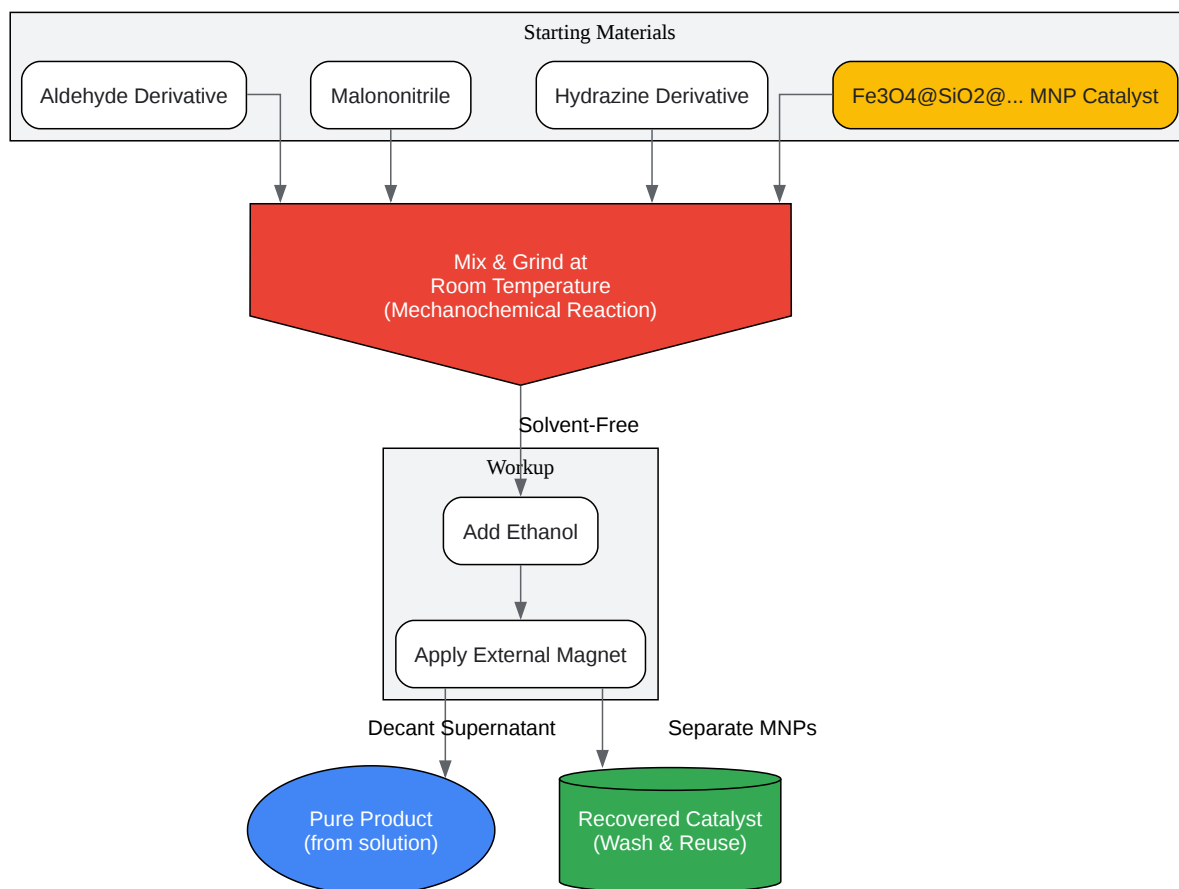 Starting Materials
Aldehyde Derivative
Malononitrile
Hydrazine Derivative
Fe3O4@SiO2@... MNP Catalyst
Mix & Grind at
Room Temperature
(Mechanochemical Reaction)
Solvent-Free
Workup
Add Ethanol
Apply External Magnet
Decant Supernatant
Separate MNPs
Pure Product
(from solution)
Recovered Catalyst
(Wash & Reuse)